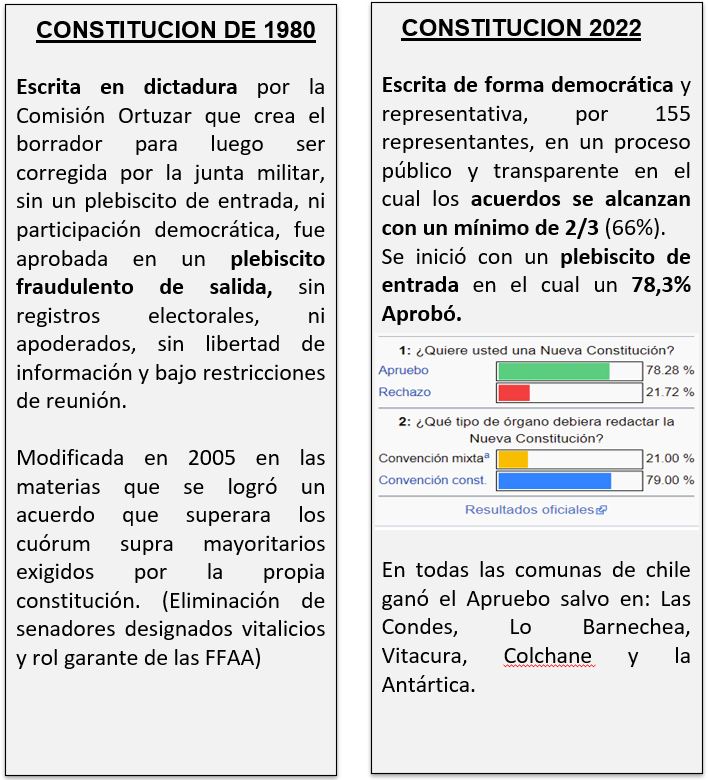 CONSTITUCION DE 1980
Escrita en dictadura por la
Comisión Ortuzar que crea el
borrador para luego ser
corregida por la junta militar,
sin un plebiscito de entrada, ni
participación democrática, fue
aprobada en un plebiscito
fraudulento de salida, sin
registros electorales, ni
apoderados, sin libertad de
información y bajo restricciones
de reunión.
Modificada en 2005 en las
materias que se logró un
acuerdo que superara los
cuórum supra mayoritarios
exigidos por la propia
constitución. (Eliminación de
senadores designados vitalicios
y rol garante de las FFAA)
CONSTITUCION 2022
Escrita de forma democrática y
representativa, por 155
representantes, en un proceso
público y transparente en el
cual los acuerdos se alcanzan
con un mínimo de 2/3 (66%).
Se inició con un plebiscito de
entrada en el cual un 78,3%
Aprobó.
1: ¿Quiere usted una Nueva Constitución?
Apruebo 78.28 %
Rechazo 21.72 %
2: ¿Qué tipo de órgano debiera redactar la
Nueva Constitución?
Convención mixtaª 21.00 %
Convención const. 79.00 %
Resultados oficiales
En todas las comunas de chile
ganó el Apruebo salvo en: Las
Condes, Lo Barnechea,
Vitacura, Colchane y la
Antártica.